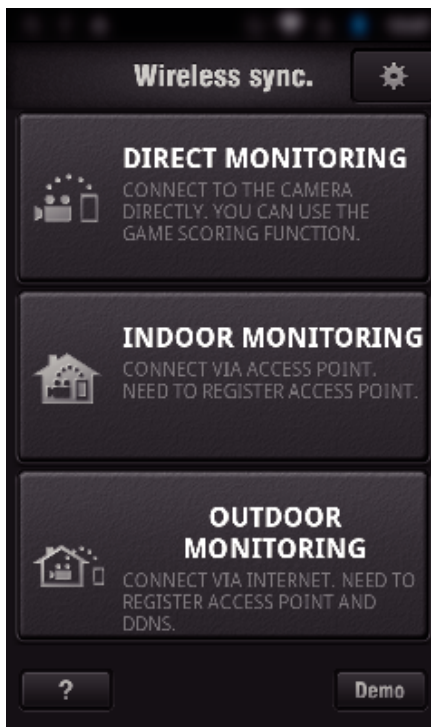 Wireless sync.
DIRECT MONITORING
CONNECT TO THE CAMERA
DIRECTLY. YOU CAN USE THE
GAME SCORING FUNCTION.
INDOOR MONITORING
CONNECT VIA ACCESS POINT.
NEED TO REGISTER ACCESS POINT.
OUTDOOR
MONITORING
CONNECT VIA INTERNET. NEED TO
REGISTER ACCESS POINT AND
DDNS.
?
Demo